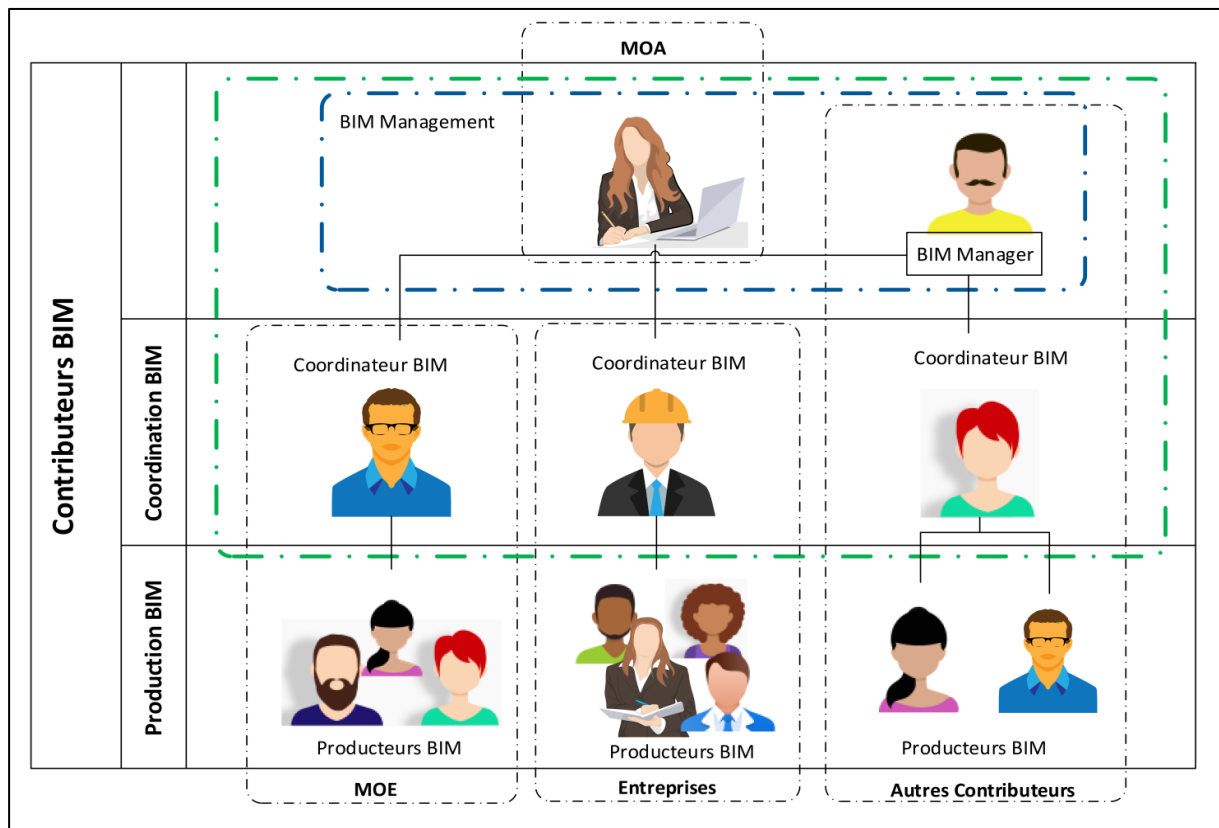 MOA
BIM Management
BIM Manager
Contributeurs BIM
Coordination BIM
Coordinateur BIM
Coordinateur BIM
Coordinateur BIM
Production BIM
Producteurs BIM
Producteurs BIM
Producteurs BIM
MOE
Entreprises
Autres Contributeurs